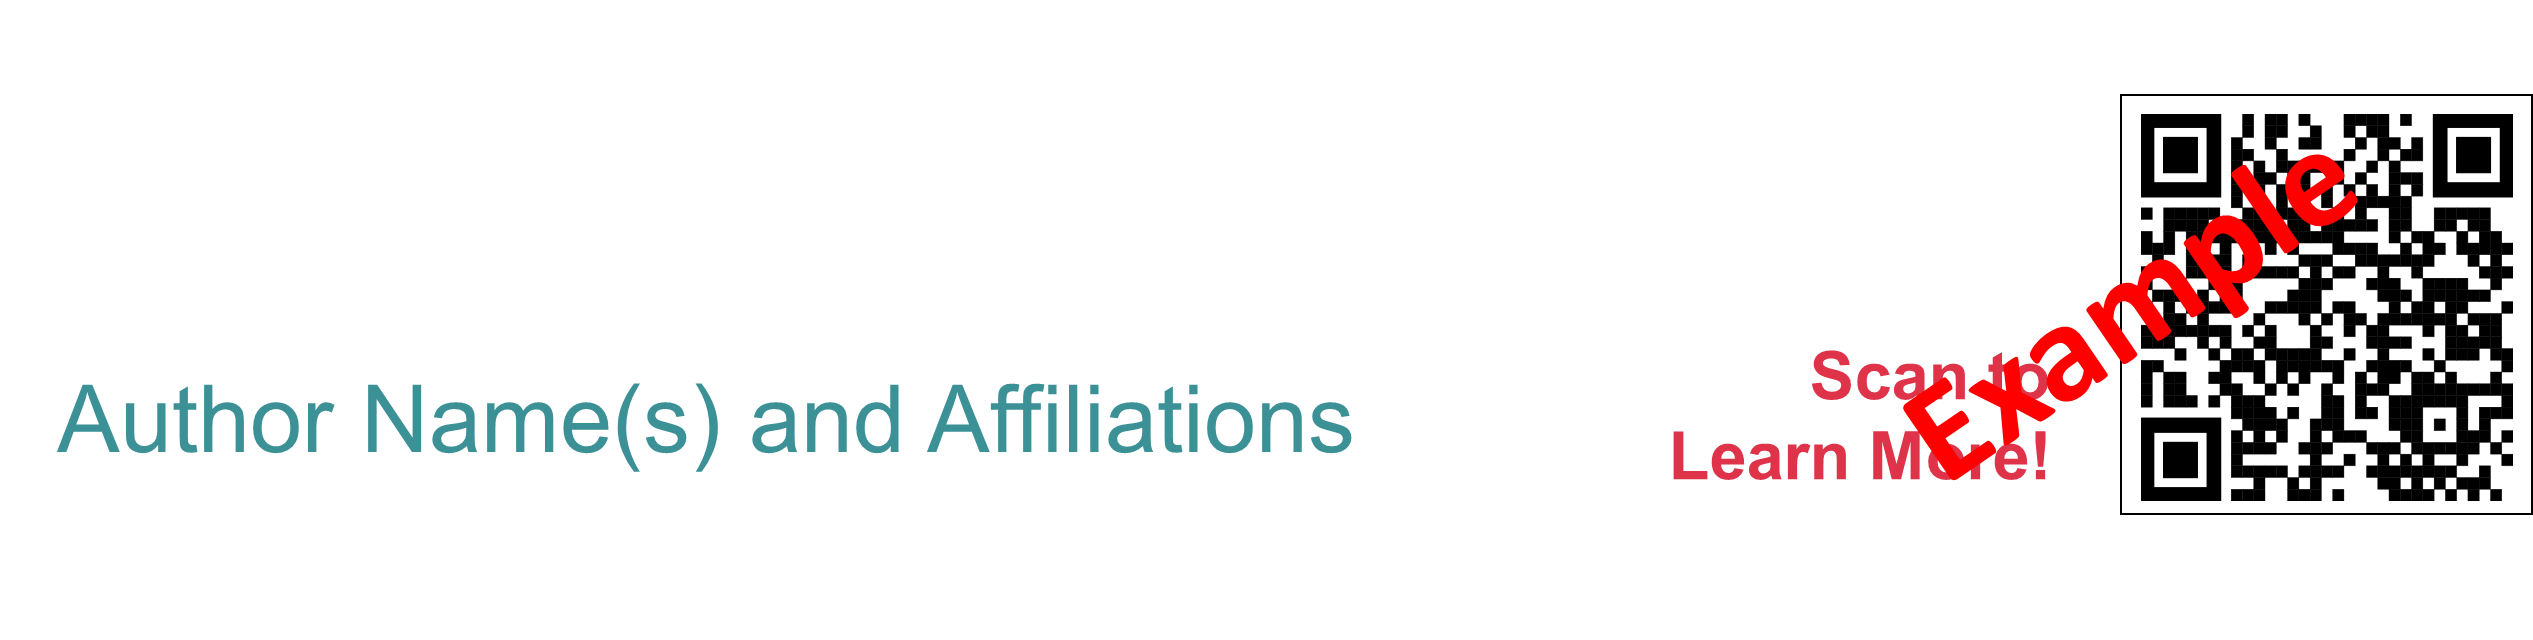 Author Name(s) and Affiliations
Scan to
Learn More!
Example